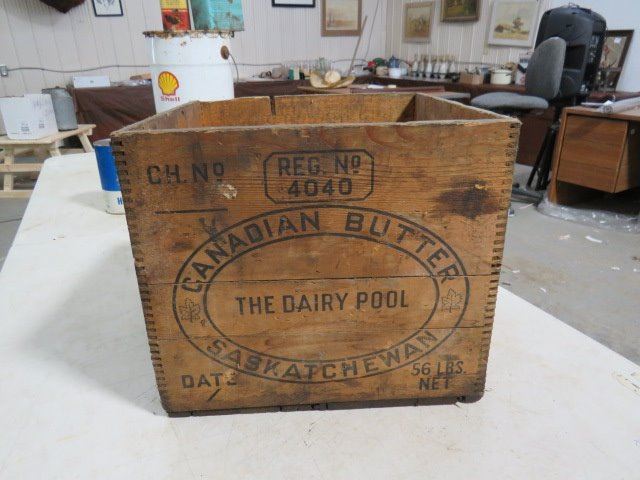 Shell
CH. No
REG. No
4040
CANADIAN BUTTER
THE DAIRY POOL
SASKATCHEWAN
DATE
56 LBS.
NET